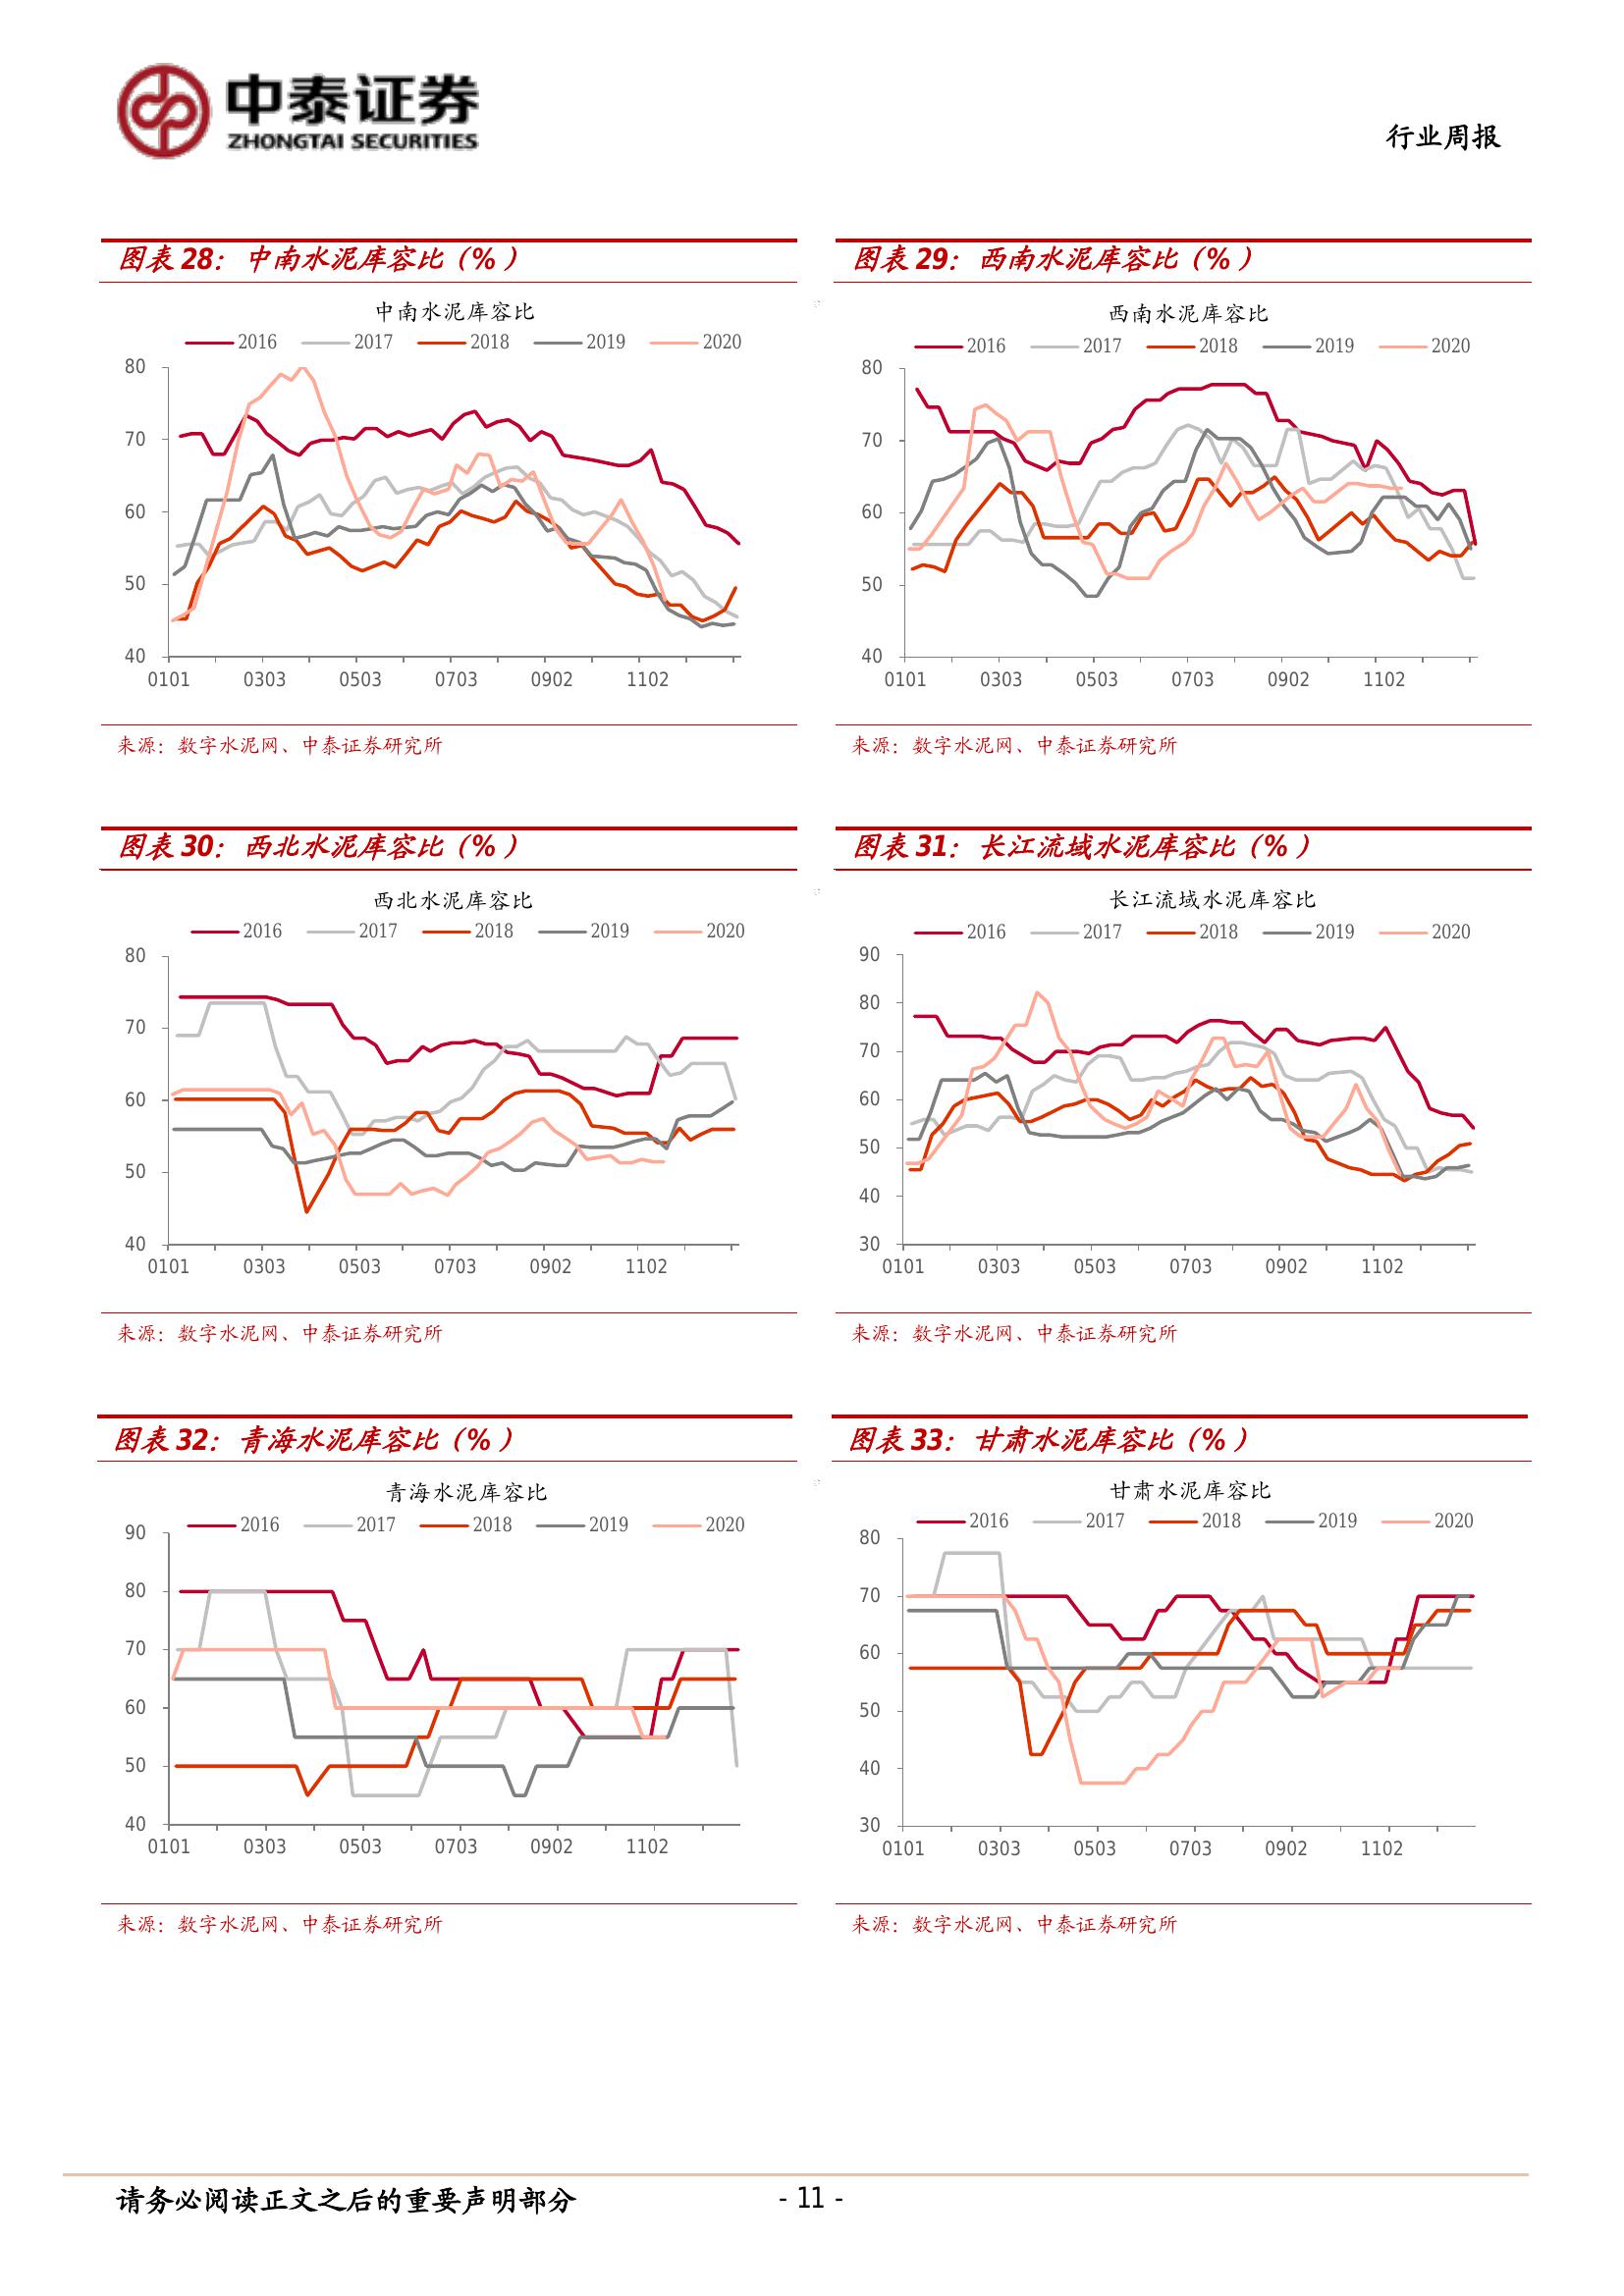 中泰证券
ZHONGTAI SECURITIES
行业周报
图表 28：中南水泥库容比（%）
中南水泥库容比
2016 2017 2018 2019 2020
80
70
60
50
40
0101 0303 0503 0703 0902 1102
来源：数字水泥网、中泰证券研究所
图表 29：西南水泥库容比（%）
西南水泥库容比
2016 2017 2018 2019 2020
80
70
60
50
40
0101 0303 0503 0703 0902 1102
来源：数字水泥网、中泰证券研究所
图表 30：西北水泥库容比（%）
西北水泥库容比
2016 2017 2018 2019 2020
80
70
60
50
40
0101 0303 0503 0703 0902 1102
来源：数字水泥网、中泰证券研究所
图表 31：长江流域水泥库容比（%）
长江流域水泥库容比
2016 2017 2018 2019 2020
90
80
70
60
50
40
30
0101 0303 0503 0703 0902 1102
来源：数字水泥网、中泰证券研究所
图表 32：青海水泥库容比（%）
青海水泥库容比
2016 2017 2018 2019 2020
90
80
70
60
50
40
0101 0303 0503 0703 0902 1102
来源：数字水泥网、中泰证券研究所
图表 33：甘肃水泥库容比（%）
甘肃水泥库容比
2016 2017 2018 2019 2020
80
70
60
50
40
30
0101 0303 0503 0703 0902 1102
来源：数字水泥网、中泰证券研究所
请务必阅读正文之后的重要声明部分
- 11 -